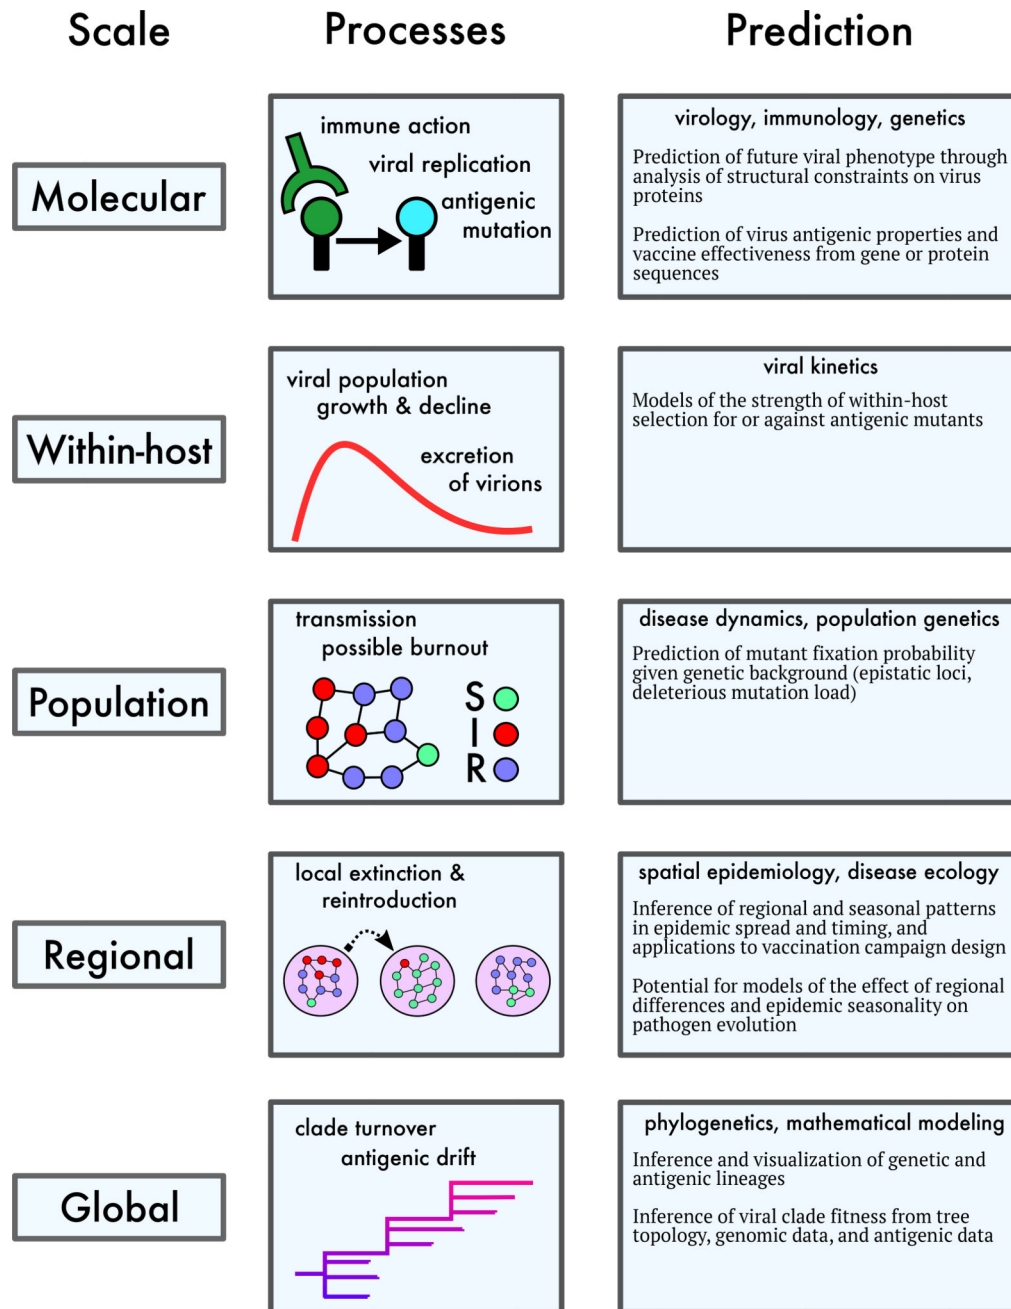 Scale
Processes
Prediction
Molecular
immune action
viral replication
antigenic
mutation
virology, immunology, genetics
Prediction of future viral phenotype through
analysis of structural constraints on virus
proteins
Prediction of virus antigenic properties and
vaccine effectiveness from gene or protein
sequences
Within-host
viral population
growth & decline
excretion
of virions
viral kinetics
Models of the strength of within-host
selection for or against antigenic mutants
Population
transmission
possible burnout
S
I
R
disease dynamics, population genetics
Prediction of mutant fixation probability
given genetic background (epistatic loci,
deleterious mutation load)
Regional
local extinction &
reintroduction
spatial epidemiology, disease ecology
Inference of regional and seasonal patterns
in epidemic spread and timing, and
applications to vaccination campaign design
Potential for models of the effect of regional
differences and epidemic seasonality on
pathogen evolution
Global
clade turnover
antigenic drift
phylogenetics, mathematical modeling
Inference and visualization of genetic and
antigenic lineages
Inference of viral clade fitness from tree
topology, genomic data, and antigenic data